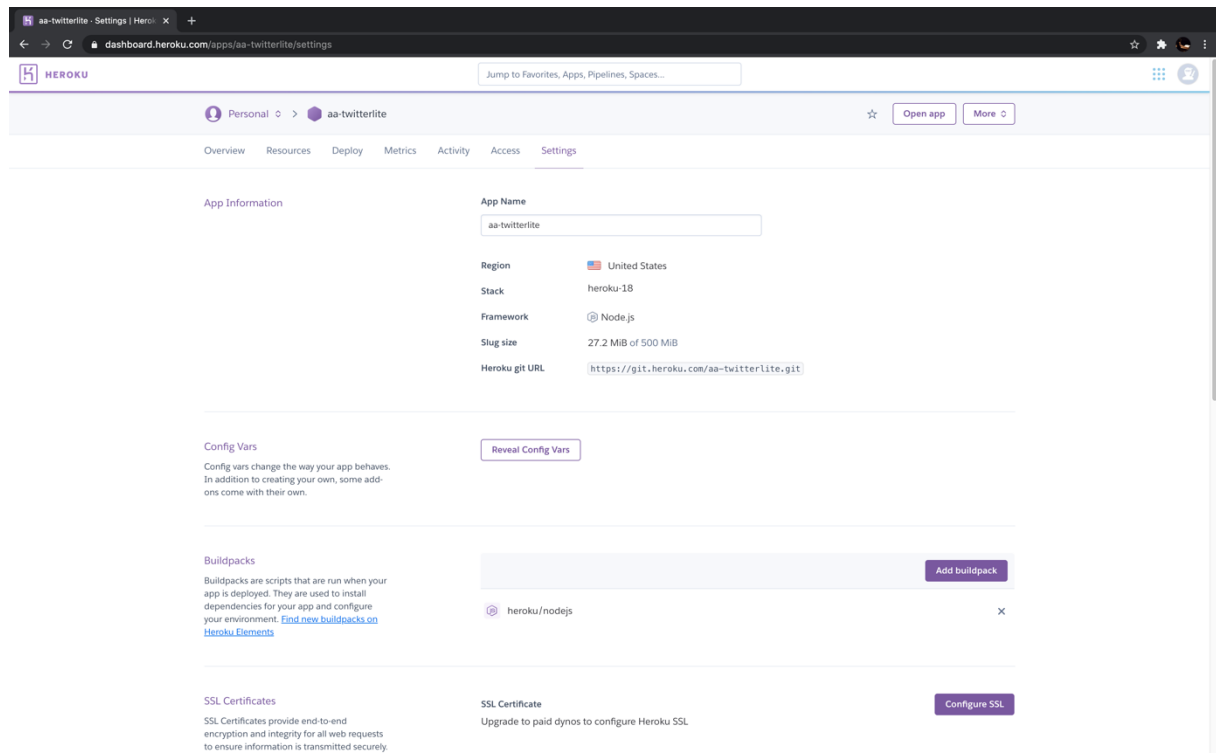 aa-twitterlite · Settings | Herok
dashboard.heroku.com/apps/aa-twitterlite/settings
HEROKU
Jump to Favorites, Apps, Pipelines, Spaces...
Personal > aa-twitterlite
Open app
More
Overview Resources Deploy Metrics Activity Access Settings
App Information
App Name
aa-twitterlite
Region United States
Stack heroku-18
Framework Node.js
Slug size 27.2 MiB of 500 MiB
Heroku git URL https://git.heroku.com/aa-twitterlite.git
Config Vars
Config vars change the way your app behaves.
In addition to creating your own, some add-
ons come with their own.
Reveal Config Vars
Buildpacks
Buildpacks are scripts that are run when your
app is deployed. They are used to install
dependencies for your app and configure
your environment. Find new buildpacks on
Heroku Elements
Add buildpack
heroku/nodejs
SSL Certificates
SSL Certificates provide end-to-end
encryption and integrity for all web requests
to ensure information is transmitted securely.
SSL Certificate
Upgrade to paid dynos to configure Heroku SSL
Configure SSL